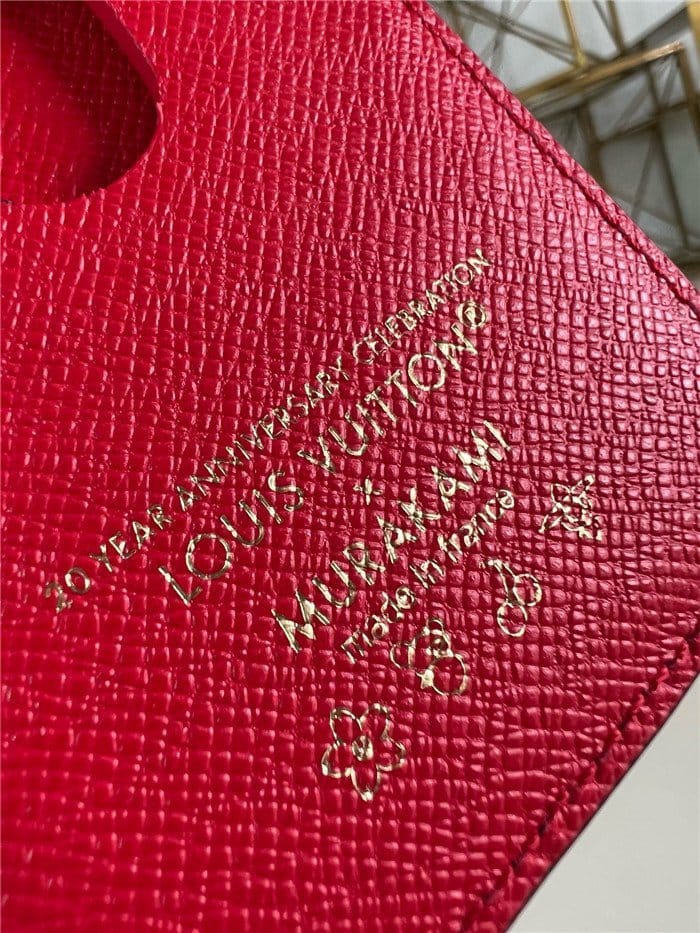 20 YEAR ANNIVERSARY CELEBRATION
LOUIS VUITTON®
×
MURAKAMI
made in france